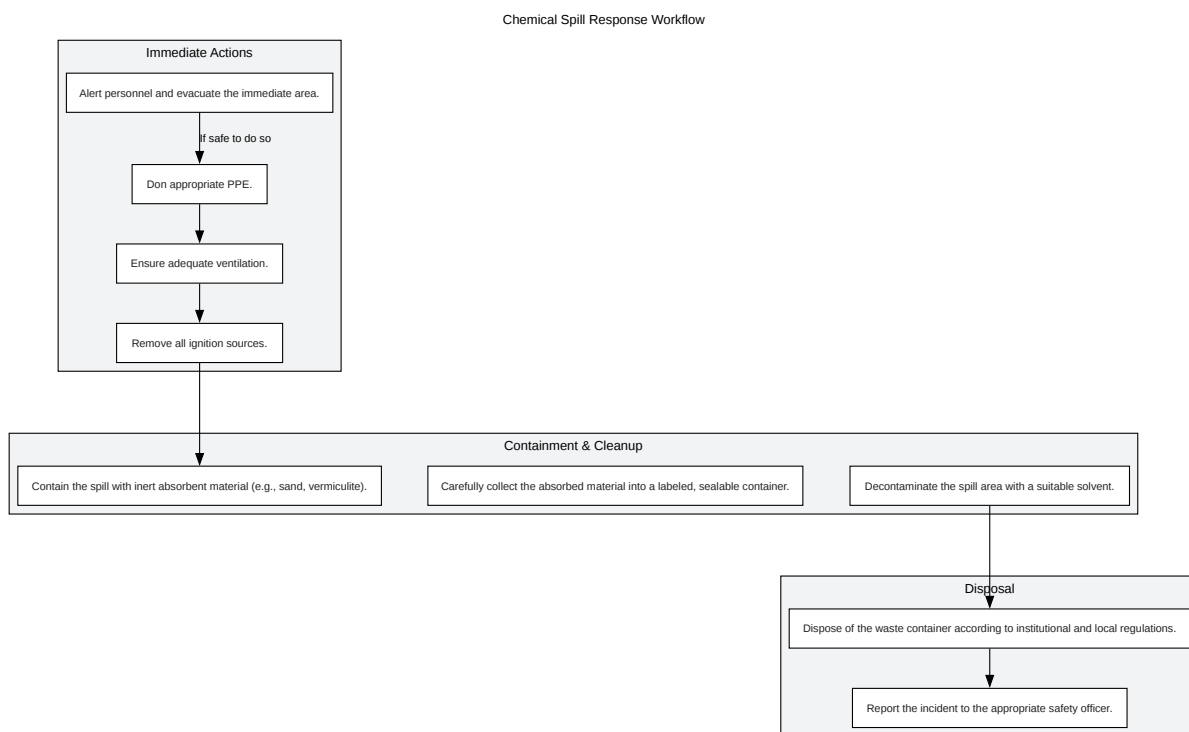 Chemical Spill Response Workflow
Immediate Actions
Alert personnel and evacuate the immediate area.
If safe to do so
Don appropriate PPE.
Ensure adequate ventilation.
Remove all ignition sources.
Containment & Cleanup
Contain the spill with inert absorbent material (e.g., sand, vermiculite).
Carefully collect the absorbed material into a labeled, sealable container.
Decontaminate the spill area with a suitable solvent.
Disposal
Dispose of the waste container according to institutional and local regulations.
Report the incident to the appropriate safety officer.